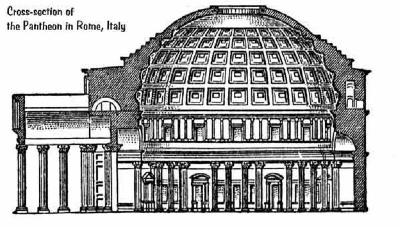 Cross-section of
the Pantheon in Rome, Italy